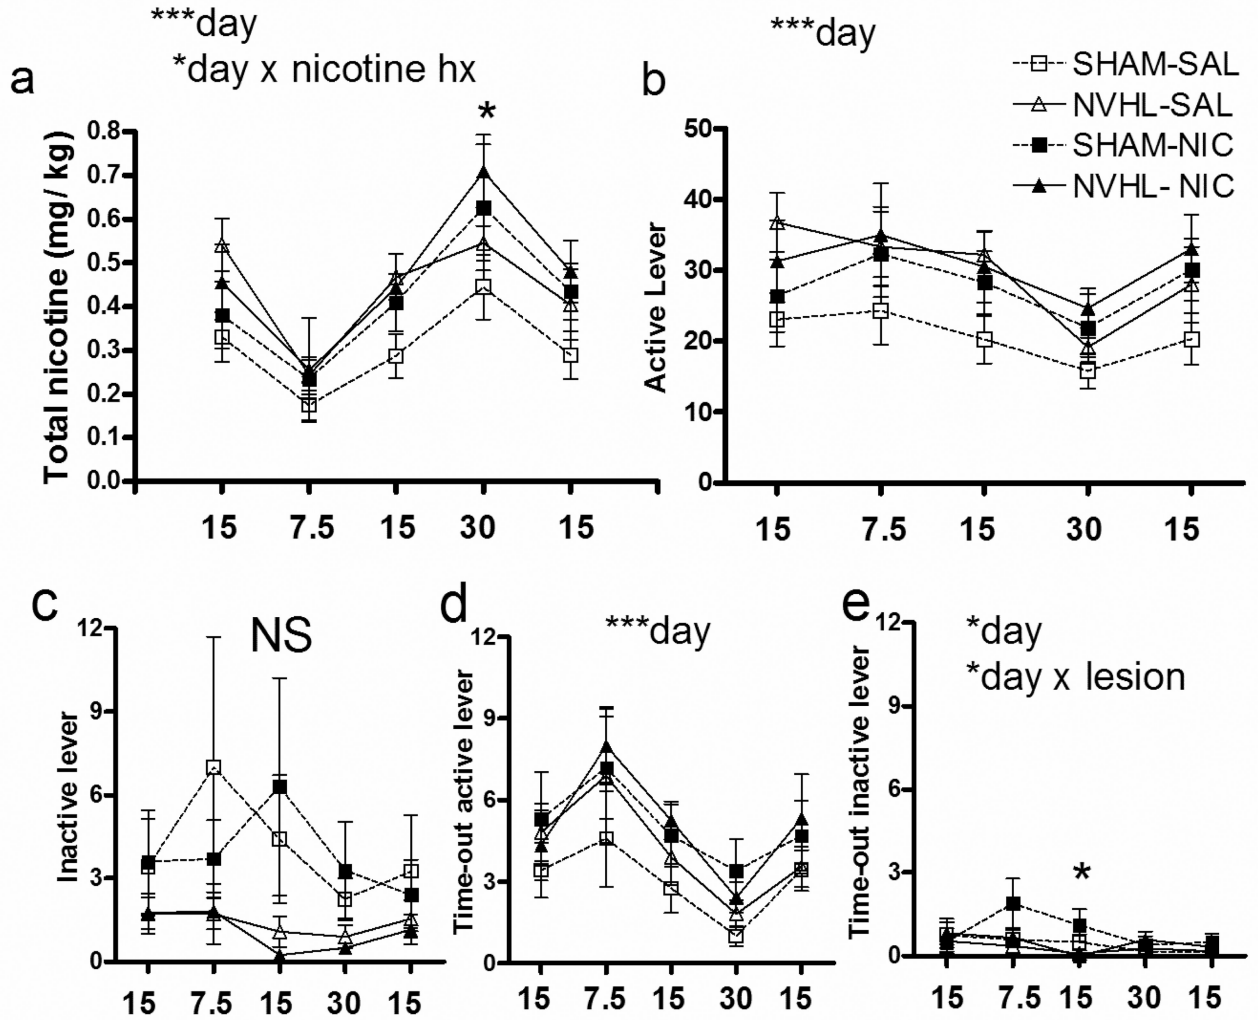 ***day
*day x nicotine hx
a
*
Total nicotine (mg/ kg)
0.8
0.7
0.6
0.5
0.4
0.3
0.2
0.1
0.0
15 7.5 15 30 15
***day
b
SHAM-SAL
NVHL-SAL
SHAM-NIC
NVHL- NIC
Active Lever
50
40
30
20
10
0
15 7.5 15 30 15
c
NS
Inactive lever
12
9
6
3
0
15 7.5 15 30 15
d
***day
Time-out active lever
12
9
6
3
0
15 7.5 15 30 15
e
*day
*day x lesion
*
Time-out inactive lever
12
9
6
3
0
15 7.5 15 30 15